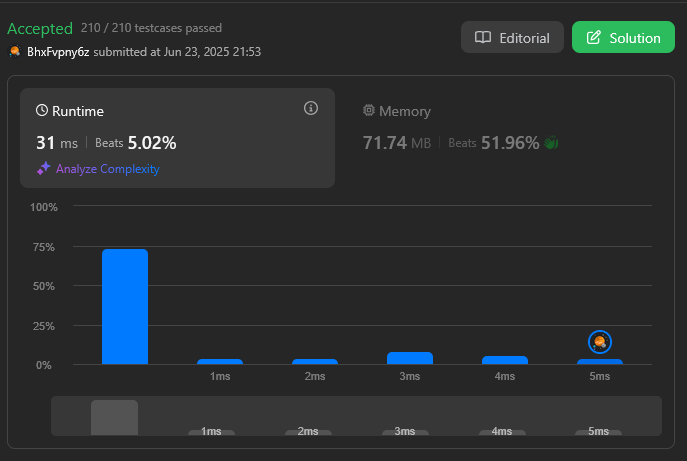 Accepted 210 / 210 testcases passed
BhxFvpny6z submitted at Jun 23, 2025 21:53
Editorial
Solution
Runtime
31 ms | Beats 5.02%
Analyze Complexity
Memory
71.74 MB | Beats 51.96%
100%
75%
50%
25%
0%
1ms 2ms 3ms 4ms 5ms
1ms 2ms 3ms 4ms 5ms